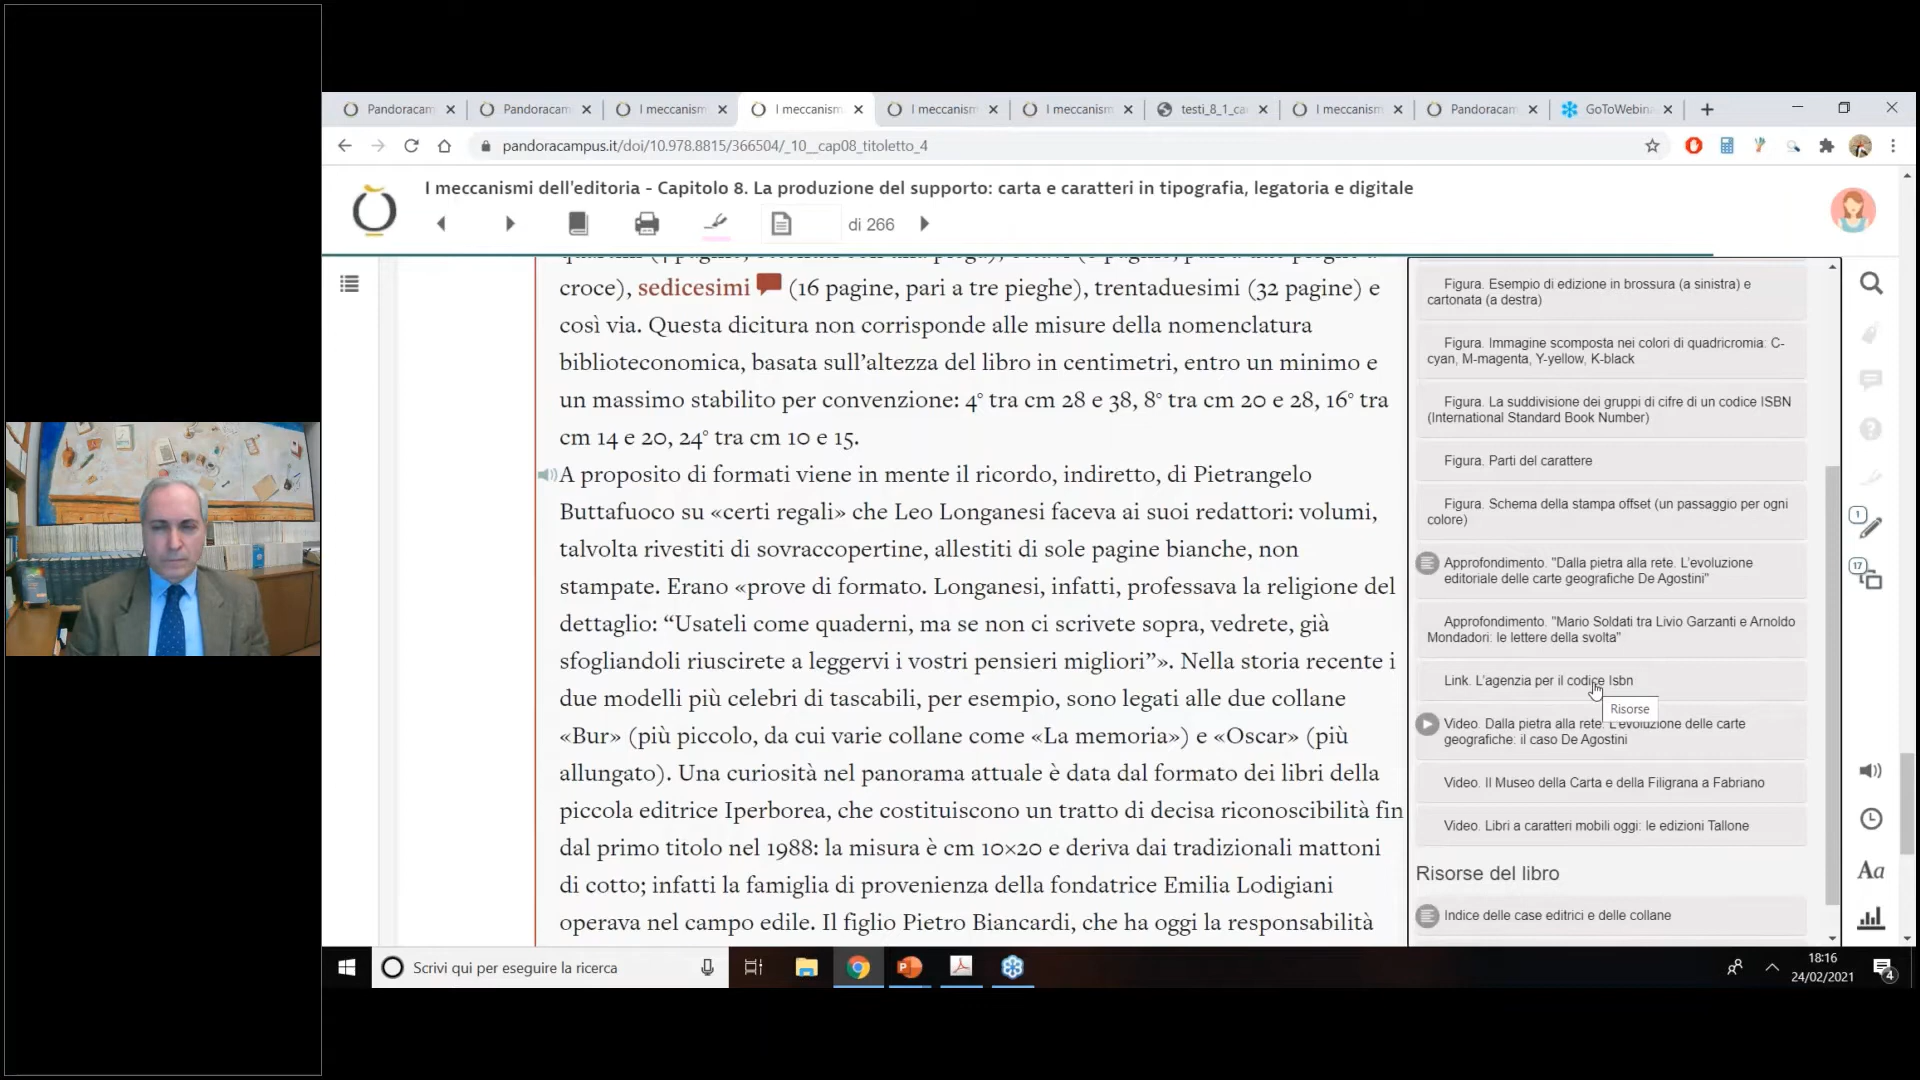 Pandoracam
Pandoracam
I meccanism
I meccanism
I meccanism
I meccanism
testi_8_1_ca
I meccanism
Pandoracam
GoToWebin
pandoracampus.it/doi/10.978.8815/366504/_10__cap08_titoletto_4
I meccanismi dell'editoria - Capitolo 8. La produzione del supporto: carta e caratteri in tipografia, legatoria e digitale
di 266
croce), sedicesimi (16 pagine, pari a tre pieghe), trentaduesimi (32 pagine) e
così via. Questa dicitura non corrisponde alle misure della nomenclatura
biblioteconomica, basata sull'altezza del libro in centimetri, entro un minimo e
un massimo stabilito per convenzione: 4° tra cm 28 e 38, 8° tra cm 20 e 28, 16° tra
cm 14 e 20, 24° tra cm 10 e 15.
A proposito di formati viene in mente il ricordo, indiretto, di Pietrangelo
Buttafuoco su «certi regali» che Leo Longanesi faceva ai suoi redattori: volumi,
talvolta rivestiti di sovraccopertine, allestiti di sole pagine bianche, non
stampate. Erano «prove di formato. Longanesi, infatti, professava la religione del
dettaglio: “Usateli come quaderni, ma se non ci scrivete sopra, vedrete, già
sfogliandoli riuscirete a leggervi i vostri pensieri migliori”». Nella storia recente i
due modelli più celebri di tascabili, per esempio, sono legati alle due collane
«Bur» (più piccolo, da cui varie collane come «La memoria») e «Oscar» (più
allungato). Una curiosità nel panorama attuale è data dal formato dei libri della
piccola editrice Iperborea, che costituiscono un tratto di decisa riconoscibilità fin
dal primo titolo nel 1988: la misura è cm 10×20 e deriva dai tradizionali mattoni
di cotto; infatti la famiglia di provenienza della fondatrice Emilia Lodigiani
operava nel campo edile. Il figlio Pietro Biancardi, che ha oggi la responsabilità
Figura. Esempio di edizione in brossura (a sinistra) e
cartonata (a destra)
Figura. Immagine scomposta nei colori di quadricromia: C-
cyan, M-magenta, Y-yellow, K-black
Figura. La suddivisione dei gruppi di cifre di un codice ISBN
(International Standard Book Number)
Figura. Parti del carattere
Figura. Schema della stampa offset (un passaggio per ogni
colore)
Approfondimento. "Dalla pietra alla rete. L'evoluzione
editoriale delle carte geografiche De Agostini"
Approfondimento. "Mario Soldati tra Livio Garzanti e Arnoldo
Mondadori: le lettere della svolta"
Link. L'agenzia per il codice Isbn
Risorse
Video. Dalla pietra alla rete. L'evoluzione delle carte
geografiche: il caso De Agostini
Video. Il Museo della Carta e della Filigrana a Fabriano
Video. Libri a caratteri mobili oggi: le edizioni Tallone
Risorse del libro
Indice delle case editrici e delle collane
1
17
Aa
Scrivi qui per eseguire la ricerca
18:16
24/02/2021
4